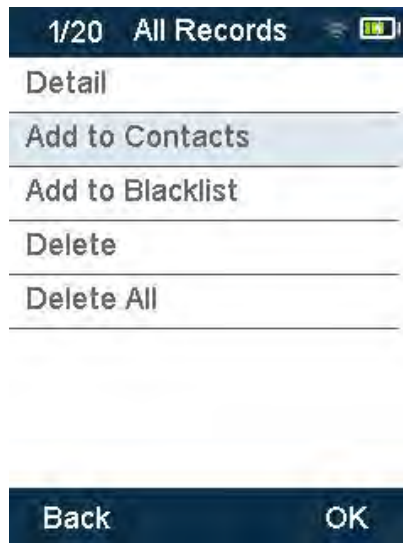 1/20 All Records
Detail
Add to Contacts
Add to Blacklist
Delete
Delete All
Back OK